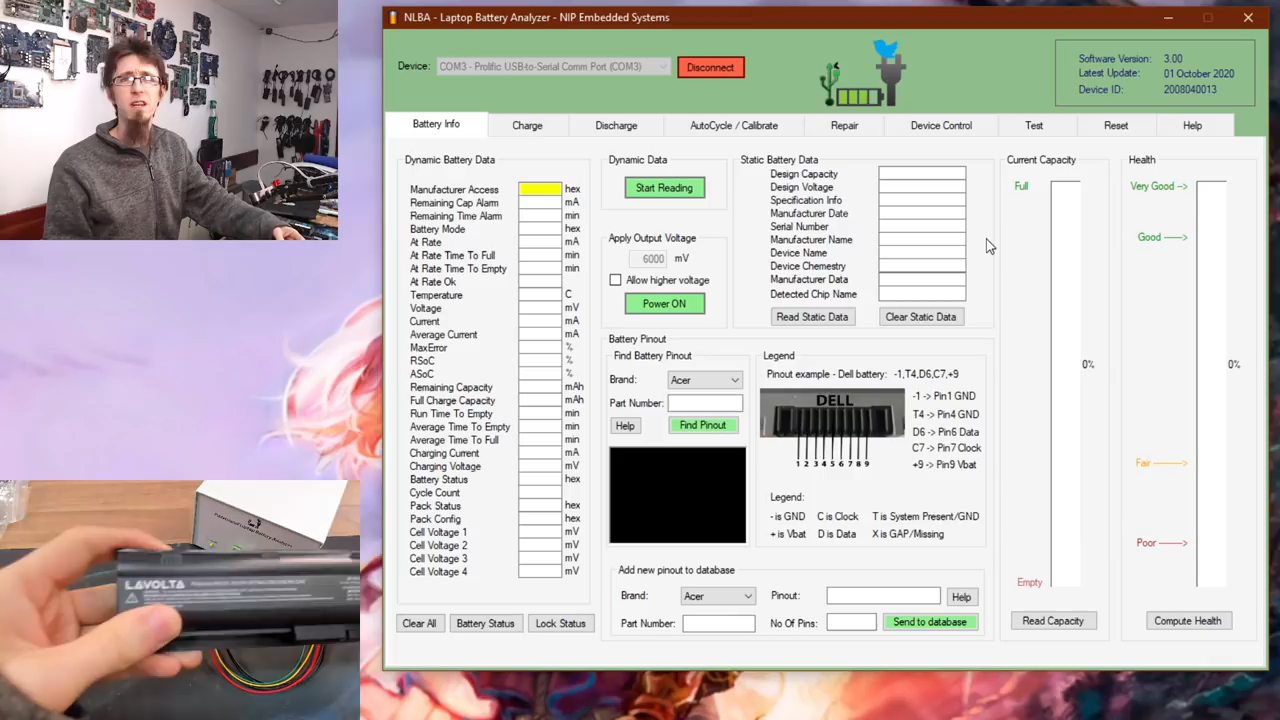 NLBA - Laptop Battery Analyzer - NIP Embedded Systems
Device: COM3 - Prolific USB-to-Serial Comm Port (COM3) Disconnect
Software Version: 3.00
Latest Update: 01 October 2020
Device ID: 2008040013
Battery Info Charge Discharge AutoCycle / Calibrate Repair Device Control Test Reset Help
Dynamic Battery Data
Manufacturer Access hex
Remaining Cap Alarm mA
Remaining Time Alarm min
Battery Mode hex
At Rate mA
At Rate Time To Full min
At Rate Time To Empty min
At Rate Ok
Temperature C
Voltage mV
Current mA
Average Current mA
MaxError %
RSoC %
ASoC %
Remaining Capacity mAh
Full Charge Capacity mAh
Run Time To Empty min
Average Time To Empty min
Average Time To Full min
Charging Current mA
Charging Voltage mV
Battery Status hex
Cycle Count
Pack Status hex
Pack Config hex
Cell Voltage 1 mV
Cell Voltage 2 mV
Cell Voltage 3 mV
Cell Voltage 4 mV
Clear All Battery Status Lock Status
Dynamic Data
Start Reading
Apply Output Voltage
6000 mV
Allow higher voltage
Power ON
Static Battery Data
Design Capacity
Design Voltage
Specification Info
Manufacturer Date
Serial Number
Manufacturer Name
Device Name
Device Chemestry
Manufacturer Data
Detected Chip Name
Read Static Data Clear Static Data
Battery Pinout
Find Battery Pinout
Brand: Acer
Part Number:
Help Find Pinout
Legend
Pinout example - Dell battery: -1,T4,D6,C7,+9
DELL
1 2 3 4 5 6 7 8 9
-1 -> Pin1 GND
T4 -> Pin4 GND
D6 -> Pin6 Data
C7 -> Pin7 Clock
+9 -> Pin9 Vbat
Legend:
- is GND C is Clock T is System Present/GND
+ is Vbat D is Data X is GAP/Missing
Add new pinout to database
Brand: Acer Pinout: Help
Part Number: No Of Pins: Send to database
Current Capacity
Full
0%
Empty
Read Capacity
Health
Very Good -->
Good ---->
0%
Fair ---->
Poor ---->
Compute Health
LAVOLTA